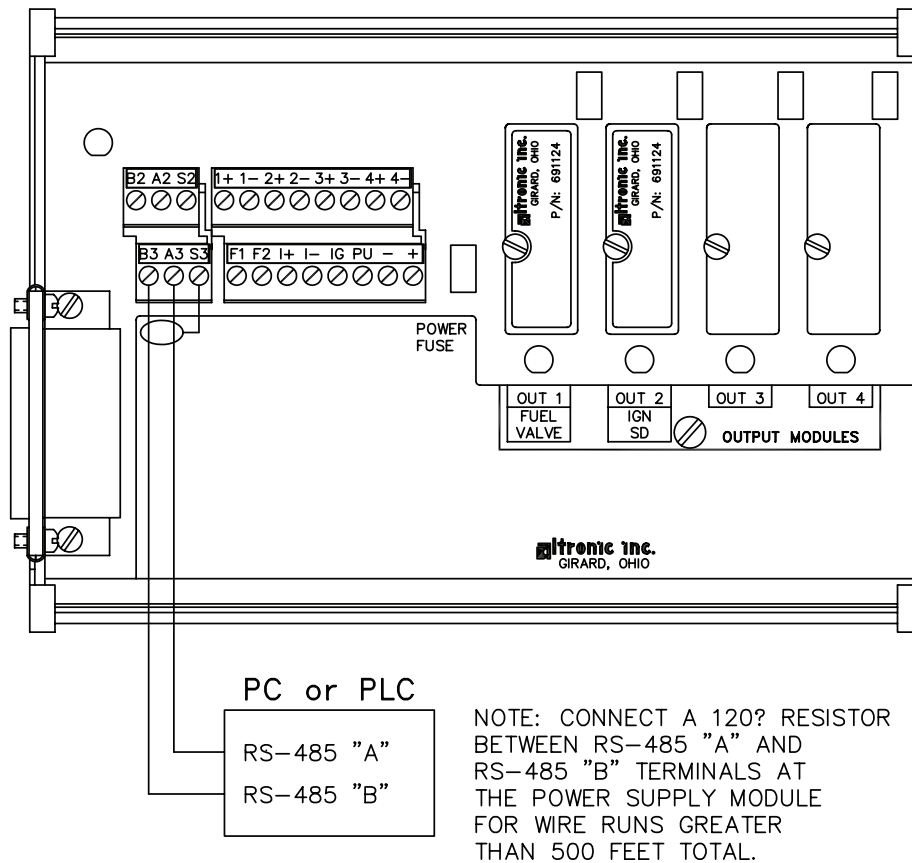 B2 A2 S2
1+ 1- 2+ 2- 3+ 3- 4+ 4-
B3 A3 S3
F1 F2 I+ I- IG PU - +
POWER
FUSE
altronic inc.
GIRARD, OHIO
P/N: 691124
altronic inc.
GIRARD, OHIO
P/N: 691124
OUT 1
FUEL
VALVE
OUT 2
IGN
SD
OUT 3
OUT 4
OUTPUT MODULES
altronic inc.
GIRARD, OHIO
PC or PLC
RS-485 "A"
RS-485 "B"
NOTE: CONNECT A 120? RESISTOR
BETWEEN RS-485 "A" AND
RS-485 "B" TERMINALS AT
THE POWER SUPPLY MODULE
FOR WIRE RUNS GREATER
THAN 500 FEET TOTAL.